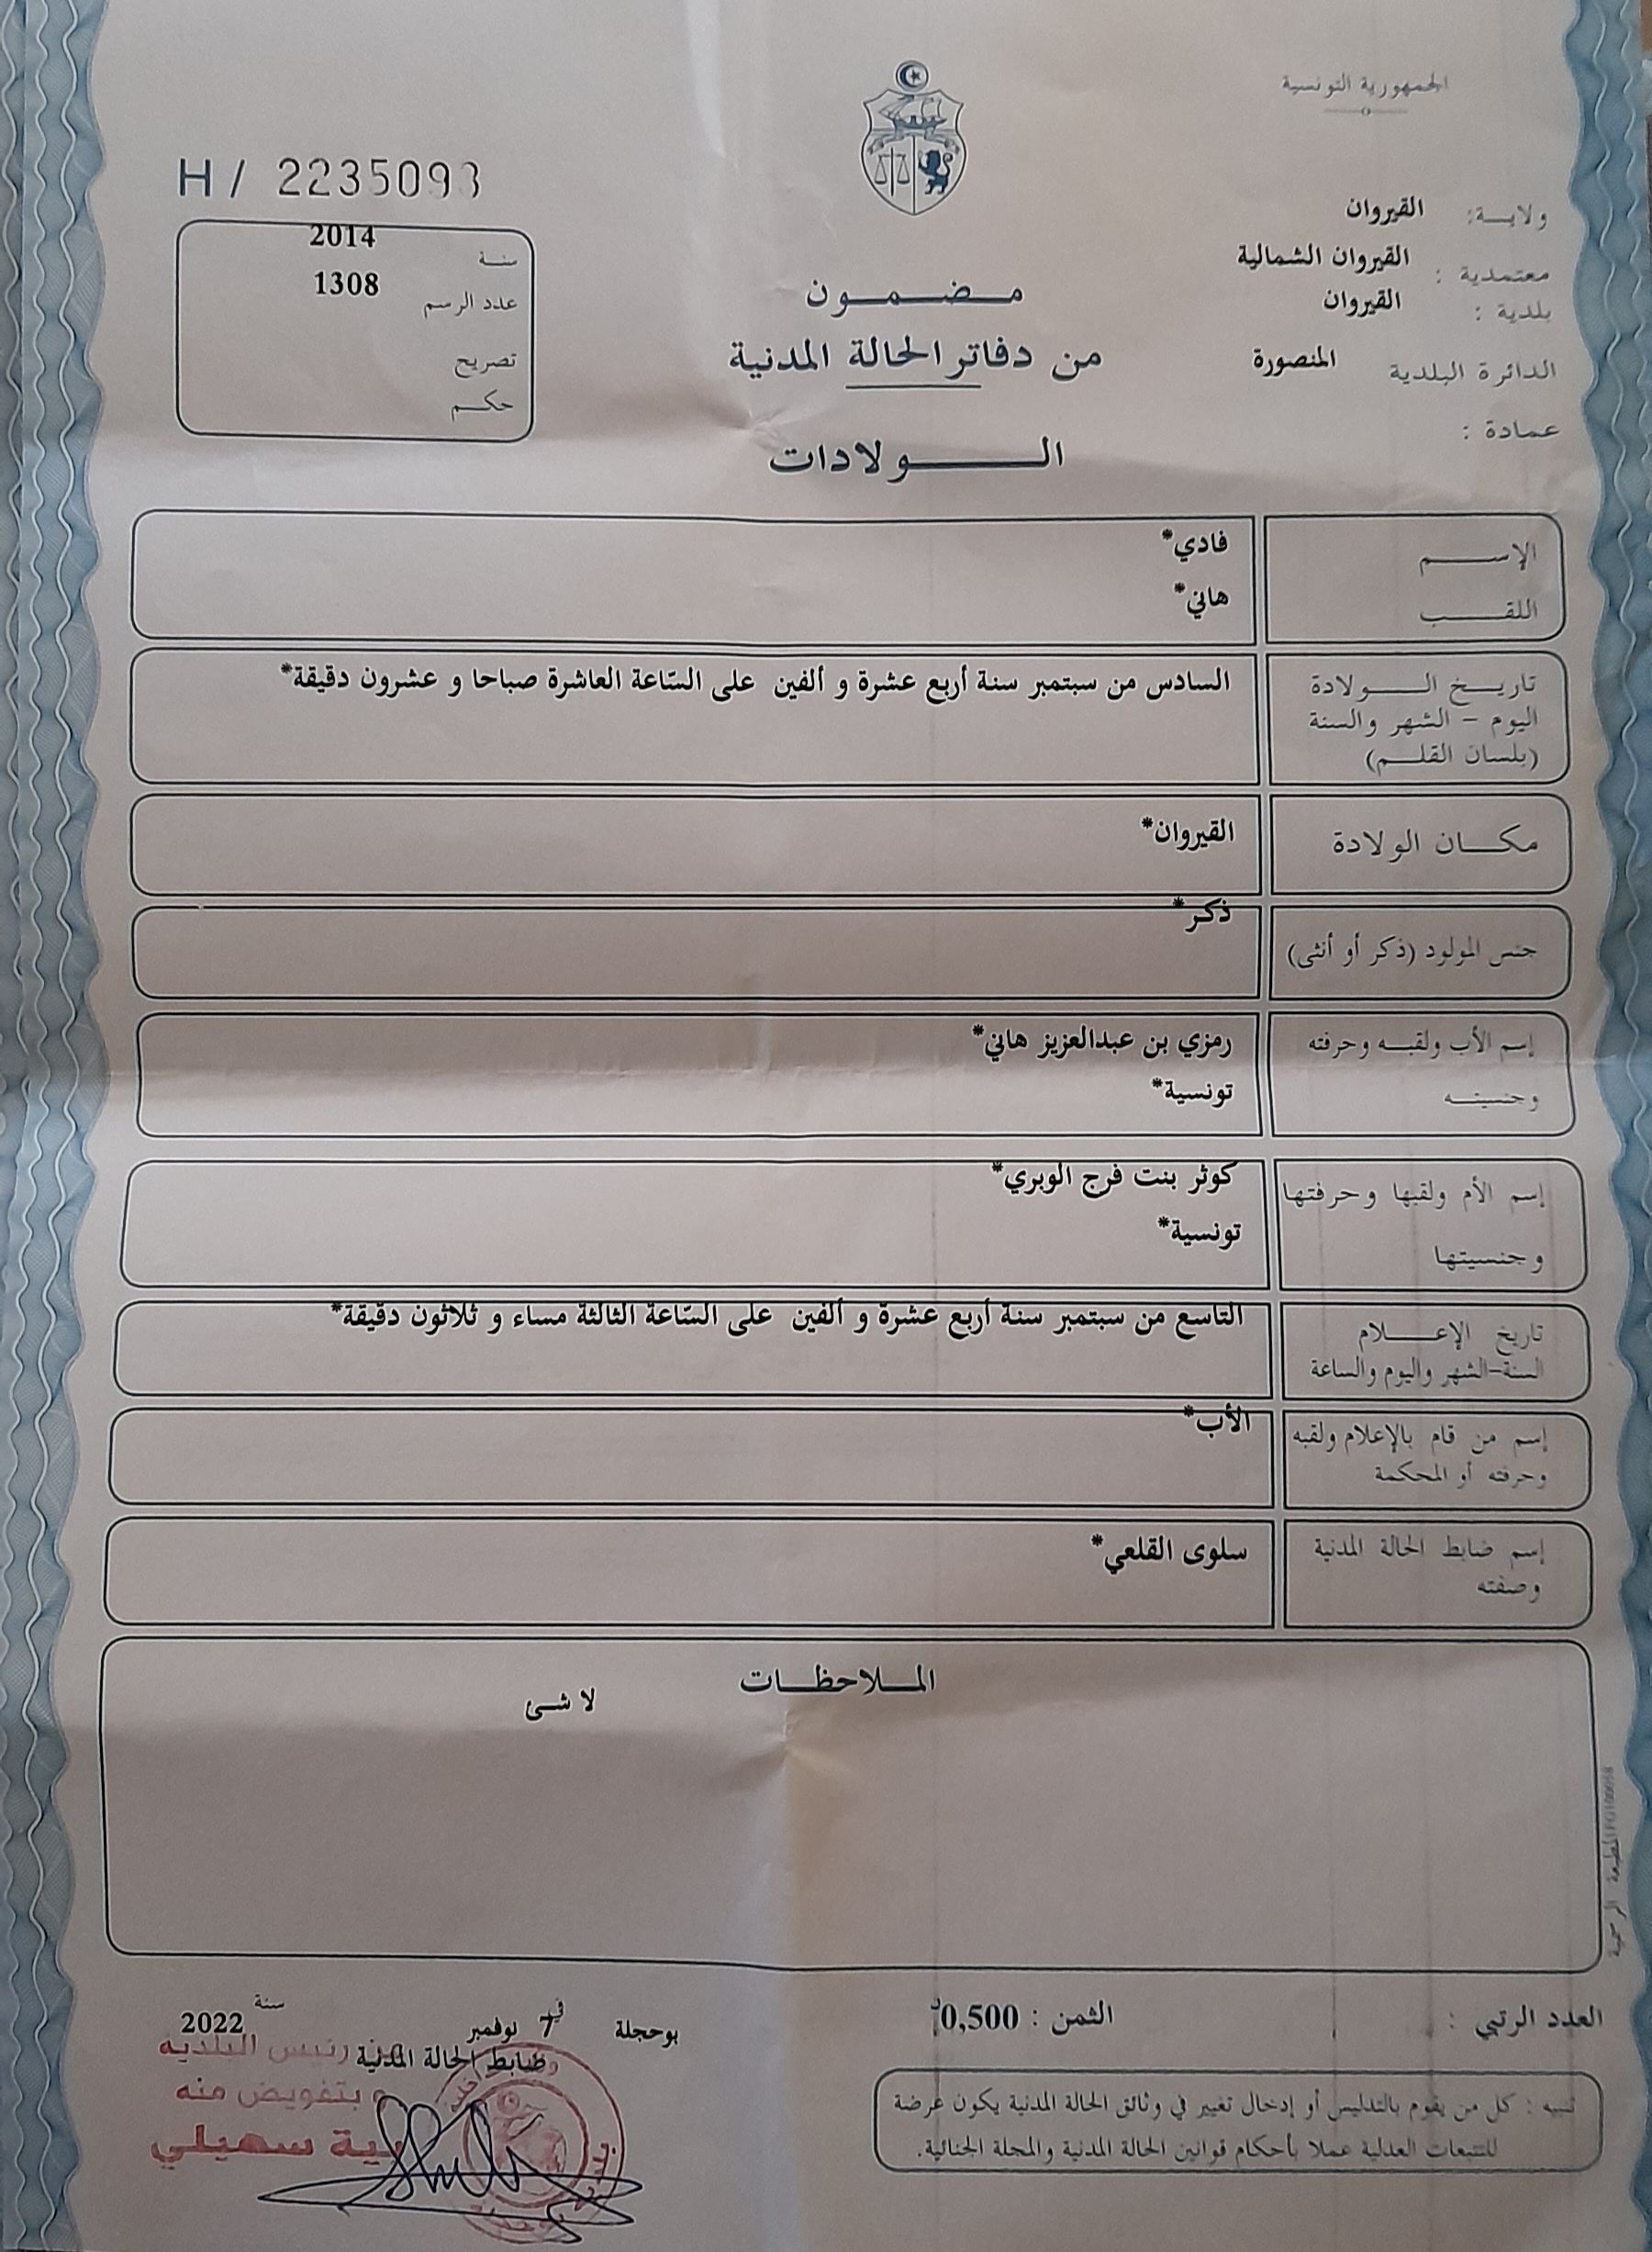 الجمهورية التونسية
H / 2235093
ولايــة: القيروان
معتمدية : القيروان الشمالية
بلدية : القيروان
الدائرة البلدية المنصورة
عمادة :
سنة 2014
عدد الرسم 1308
تصريح
حكم
مضمون
من دفاتر الحالة المدنية
الولادات
الإسم فادي*
اللقب هاني*
تاريخ الولادة
اليوم - الشهر والسنة
(بلسان القلم)
السادس من سبتمبر سنة أربع عشرة و ألفين على السّاعة العاشرة صباحا و عشرون دقيقة*
مكان الولادة القيروان*
جنس المولود (ذكر أو أنثى) ذكر*
إسم الأب ولقبه وحرفته رمزي بن عبدالعزيز هاني*
وجنسيته تونسية*
إسم الأم ولقبها وحرفتها كوثر بنت فرج الوبري*
وجنسيتها تونسية*
تاريخ الإعلام
السنة-الشهر واليوم والساعة
التاسع من سبتمبر سنة أربع عشرة و ألفين على السّاعة الثالثة مساء و ثلاثون دقيقة*
إسم من قام بالإعلام ولقبه
وحرفته أو المحكمة
الأب*
إسم ضابط الحالة المدنية
وصفته
سلوى القلعي*
الملاحظات
لا شئ
المطبعة الرسمية
العدد الرتبي :
الثمن : 0,500د
بوحجلة في 7 نوفمبر سنة 2022
ضابط الحالة المدنية
رئيس البلدية
و بتفويض منه
سهيلي
تنبيه : كل من يقوم بالتدليس أو إدخال تغيير في وثائق الحالة المدنية يكون عرضة
للتتبعات العدلية عملا بأحكام قوانين الحالة المدنية والمجلة الجنائية.